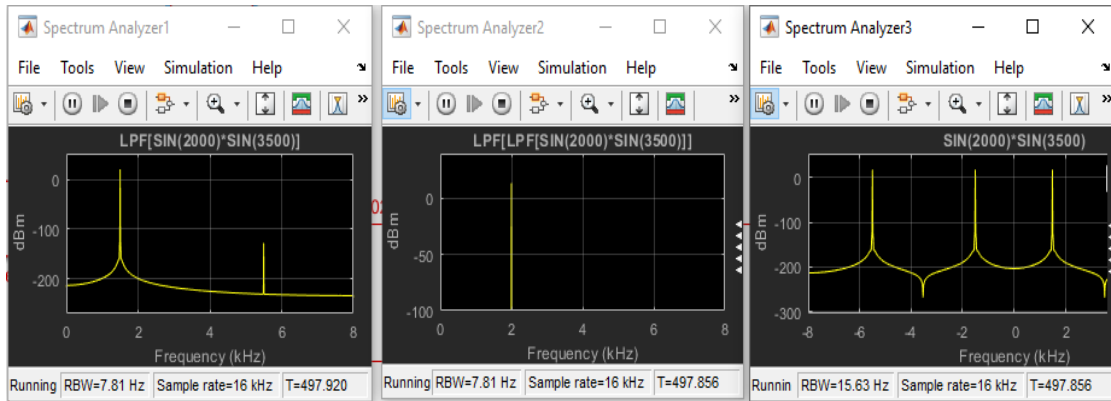 Spectrum Analyzer1
File Tools View Simulation Help
LPF[SIN(2000)*SIN(3500)]
0
-100
-200
dBm
0 2 4 6 8
Frequency (kHz)
Running RBW=7.81 Hz Sample rate=16 kHz T=497.920
Spectrum Analyzer2
File Tools View Simulation Help
LPF[LPF[SIN(2000)*SIN(3500)]]
0
-50
-100
dBm
0 2 4 6 8
Frequency (kHz)
Running RBW=7.81 Hz Sample rate=16 kHz T=497.856
Spectrum Analyzer3
File Tools View Simulation Help
SIN(2000)*SIN(3500)
0
-100
-200
-300
dBm
-8 -6 -4 -2 0 2
Frequency (kHz)
Runnin RBW=15.63 Hz Sample rate=16 kHz T=497.856